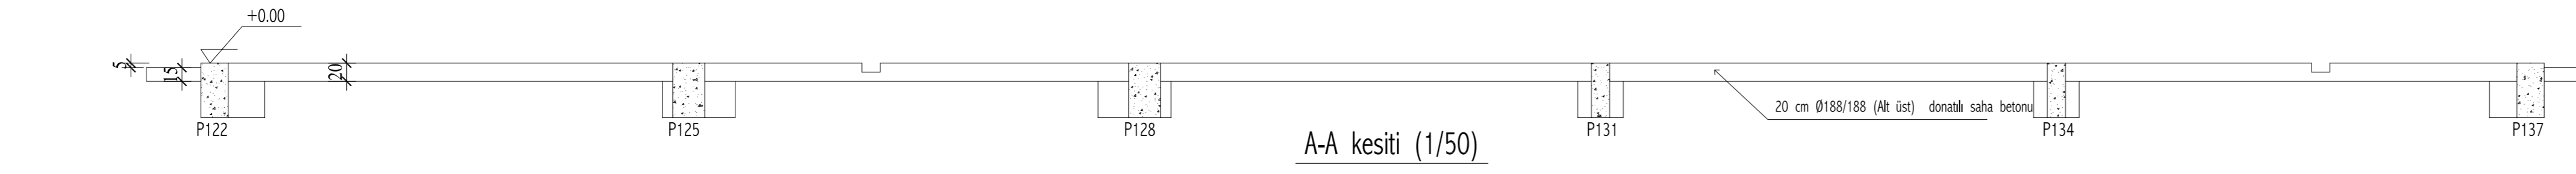 +0.00
5
15
20
20 cm Ø188/188 (Alt üst) donatılı saha betonu
P122
P125
P128
P131
P134
P137
A-A kesiti (1/50)